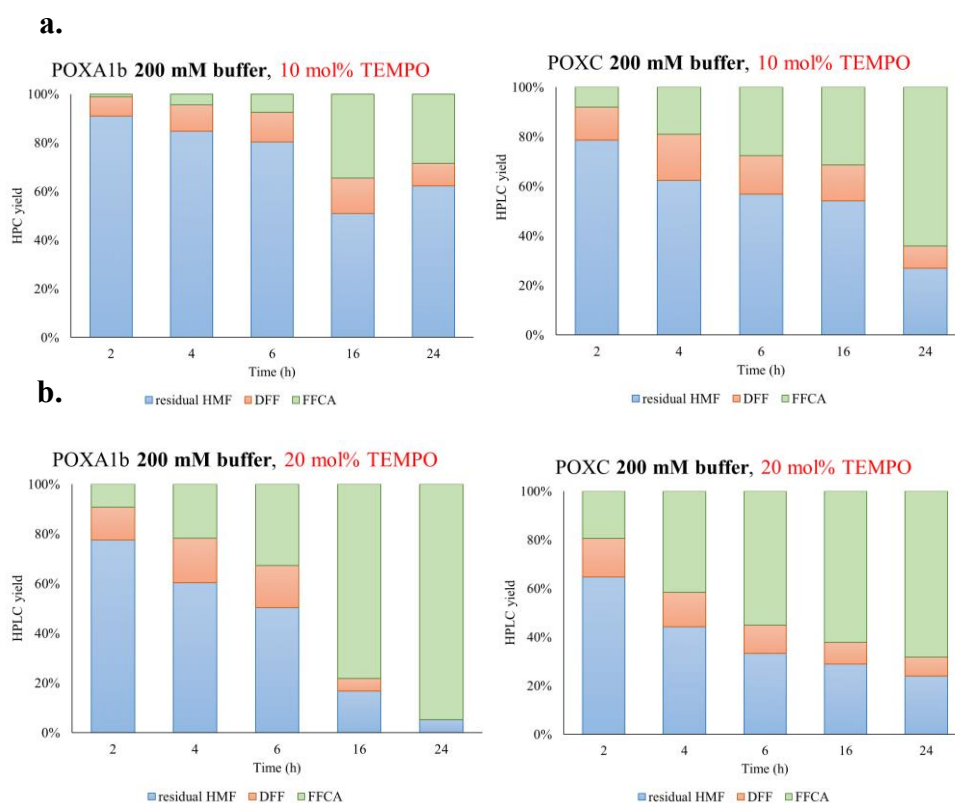 a.
POXA1b 200 mM buffer, 10 mol% TEMPO
100%
80%
60%
40%
20%
0%
HPC yield
2 4 6 16 24
Time (h)
residual HMF DFF FFCA
POXC 200 mM buffer, 10 mol% TEMPO
100%
80%
60%
40%
20%
0%
HPLC yield
2 4 6 16 24
Time (h)
residual HMF DFF FFCA
b.
POXA1b 200 mM buffer, 20 mol% TEMPO
100%
80%
60%
40%
20%
0%
HPLC yield
2 4 6 16 24
Time (h)
residual HMF DFF FFCA
POXC 200 mM buffer, 20 mol% TEMPO
100%
80%
60%
40%
20%
0%
HPLC yield
2 4 6 16 24
Time (h)
residual HMF DFF FFCA